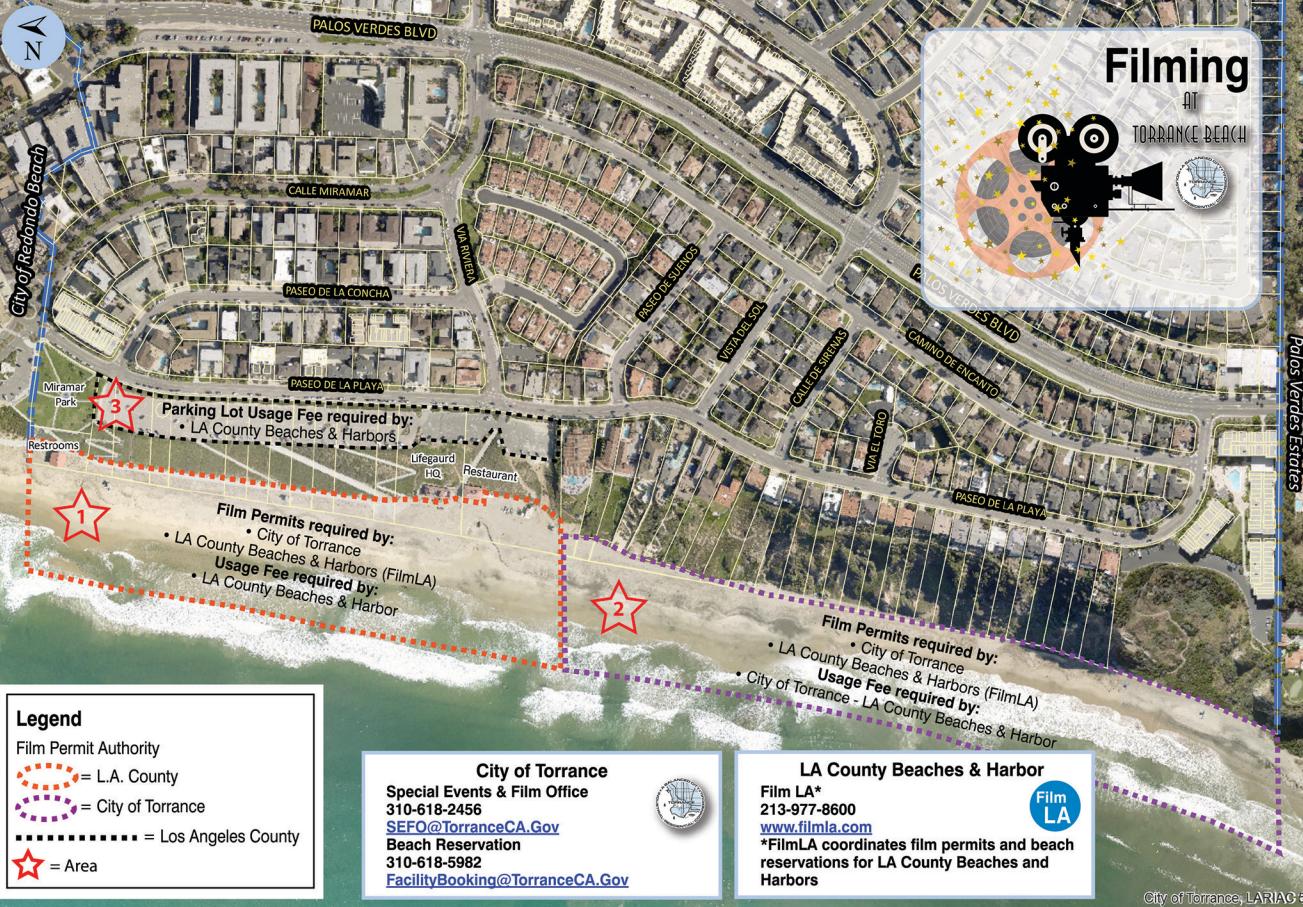 N
PALOS VERDES BLVD
Filming
AT
TORRANCE BEACH
City of Redondo Beach
CALLE MIRAMAR
VIA RIVIERA
PASEO DE LA CONCHA
PASEO DE SUENOS
VISTA DEL SOL
CALLE DE SIRENAS
PALOS VERDES BLVD
CAMINO DE ENCANTO
VIA EL TORO
Palos Verdes Estates
PASEO DE LA PLAYA
PASEO DE LA PLAYA
Miramar
Park
3
Parking Lot Usage Fee required by:
• LA County Beaches & Harbors
Restrooms
Lifegaurd
HQ
Restaurant
1
Film Permits required by:
• City of Torrance
• LA County Beaches & Harbors (FilmLA)
Usage Fee required by:
• LA County Beaches & Harbor
2
Film Permits required by:
• City of Torrance
• LA County Beaches & Harbors (FilmLA)
Usage Fee required by:
• City of Torrance - LA County Beaches & Harbor
Legend
Film Permit Authority
= L.A. County
= City of Torrance
= Los Angeles County
= Area
City of Torrance
Special Events & Film Office
310-618-2456
SEFO@TorranceCA.Gov
Beach Reservation
310-618-5982
FacilityBooking@TorranceCA.Gov
LA County Beaches & Harbor
Film LA*
213-977-8600
www.filmla.com
*FilmLA coordinates film permits and beach
reservations for LA County Beaches and
Harbors
Film
LA
City of Torrance, LARIAC 5